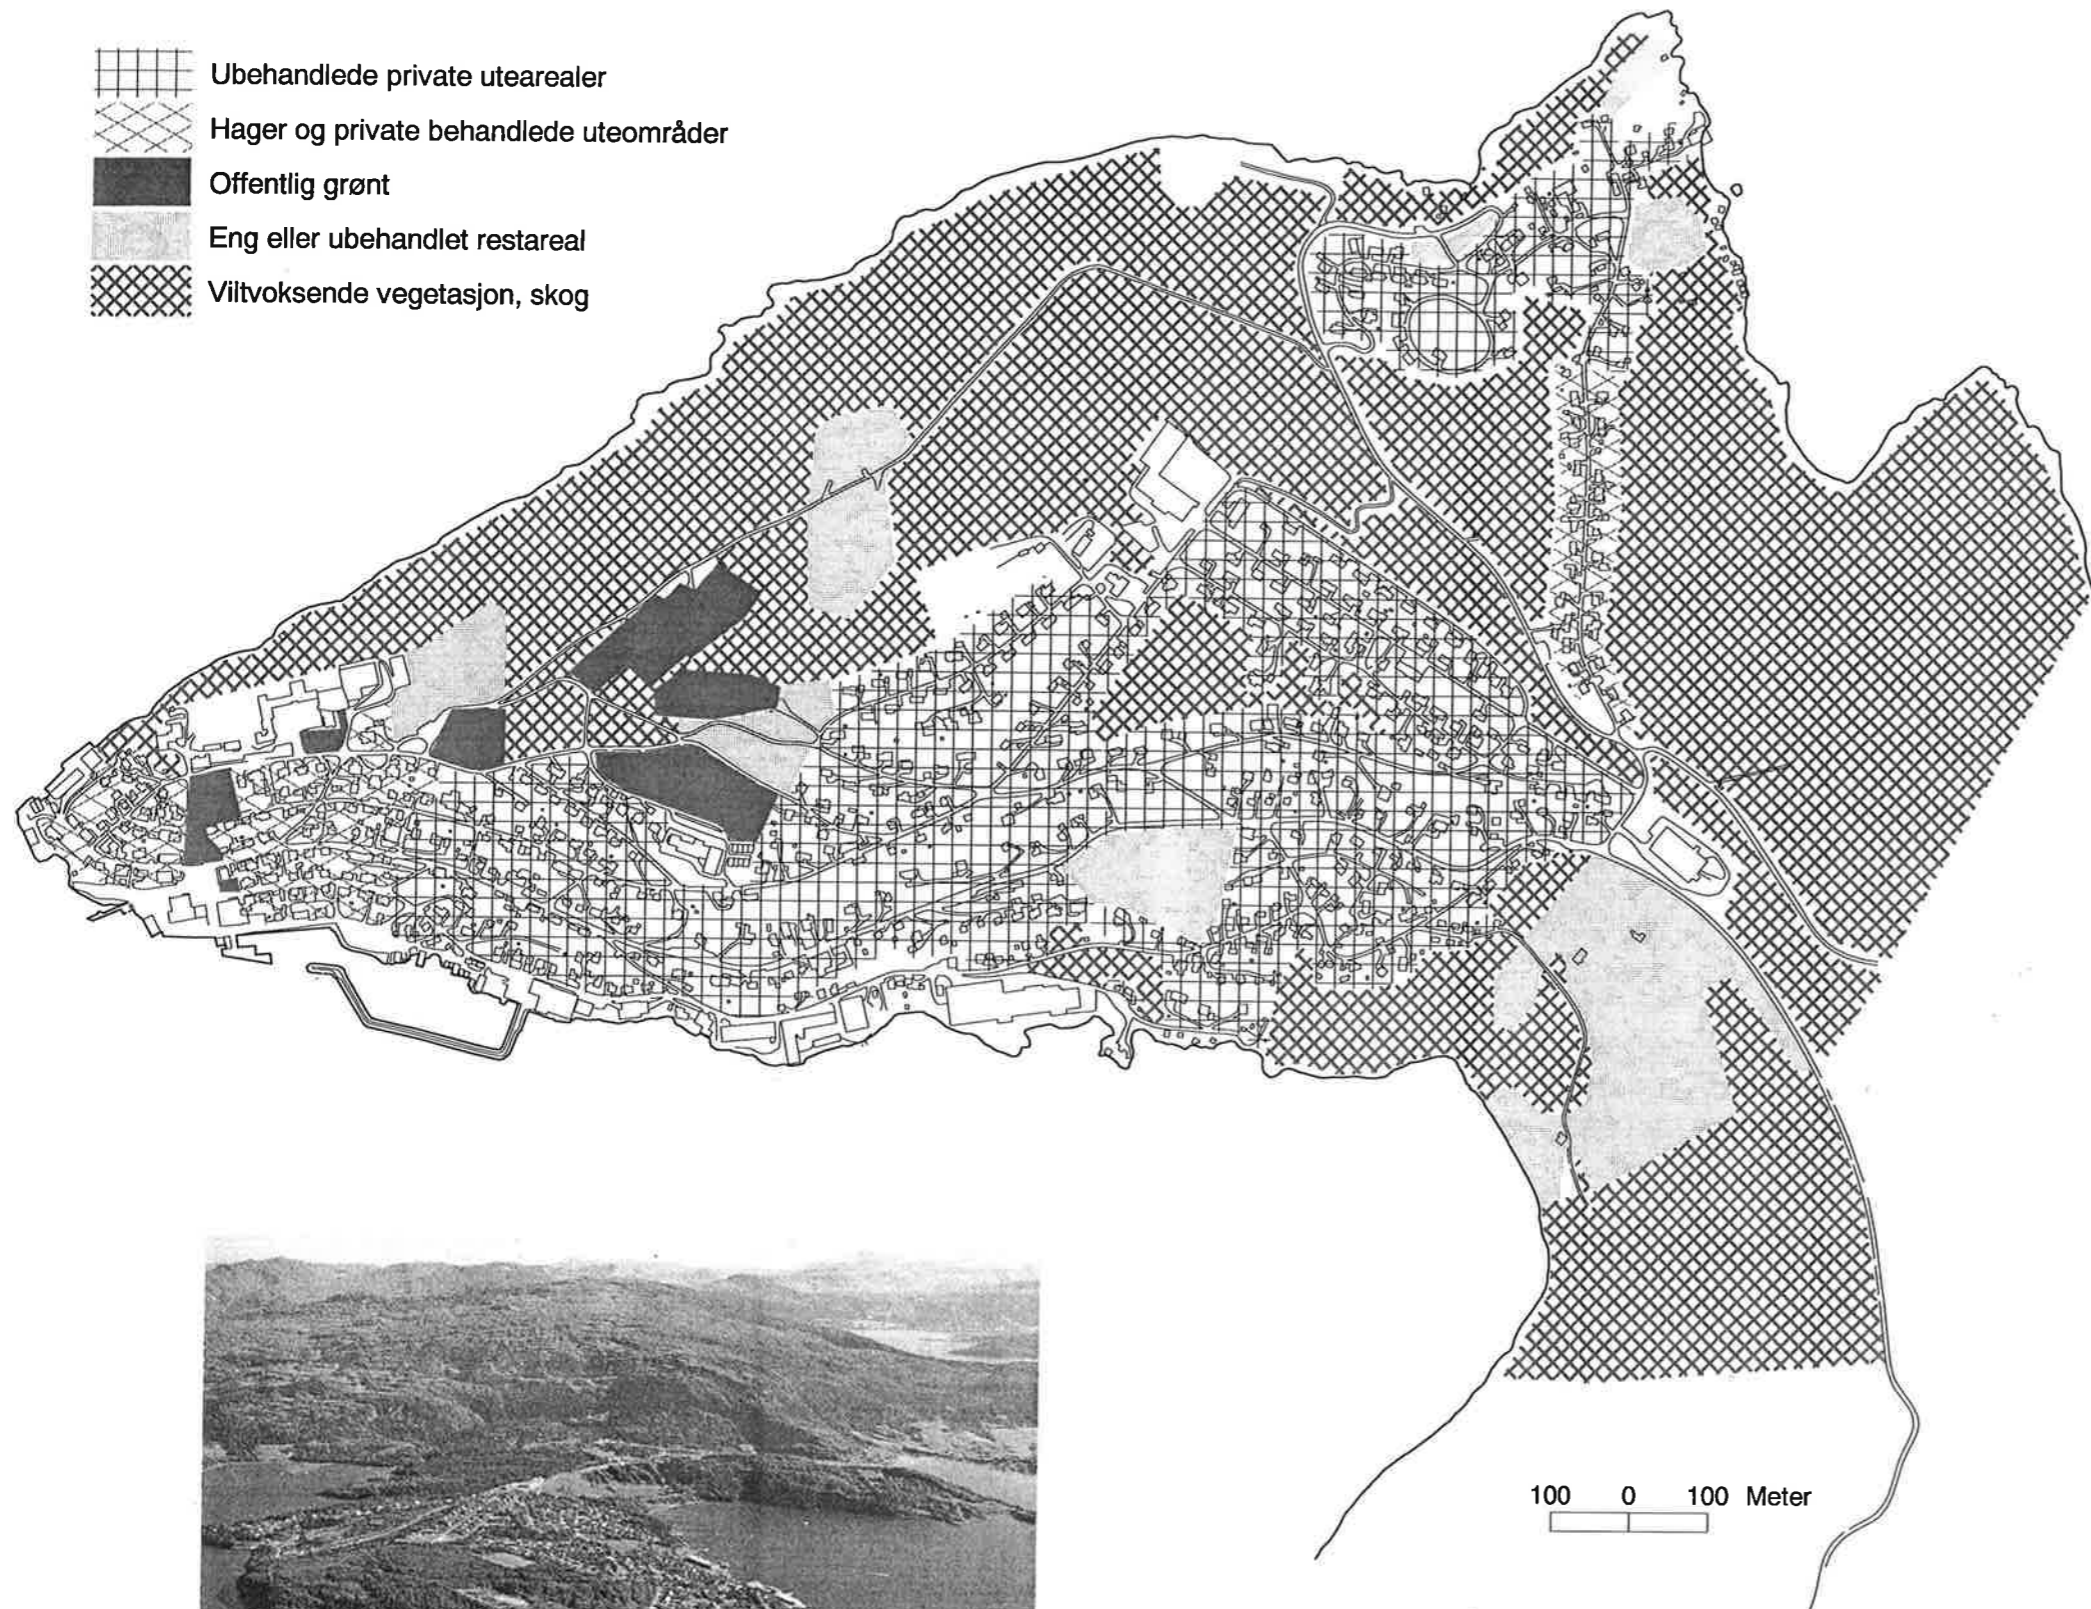 Ubehandlede private utearealer
Hager og private behandlede uteområder
Offentlig grønt
Eng eller ubehandlet restareal
Viltvoksende vegetasjon, skog
100 0 100 Meter